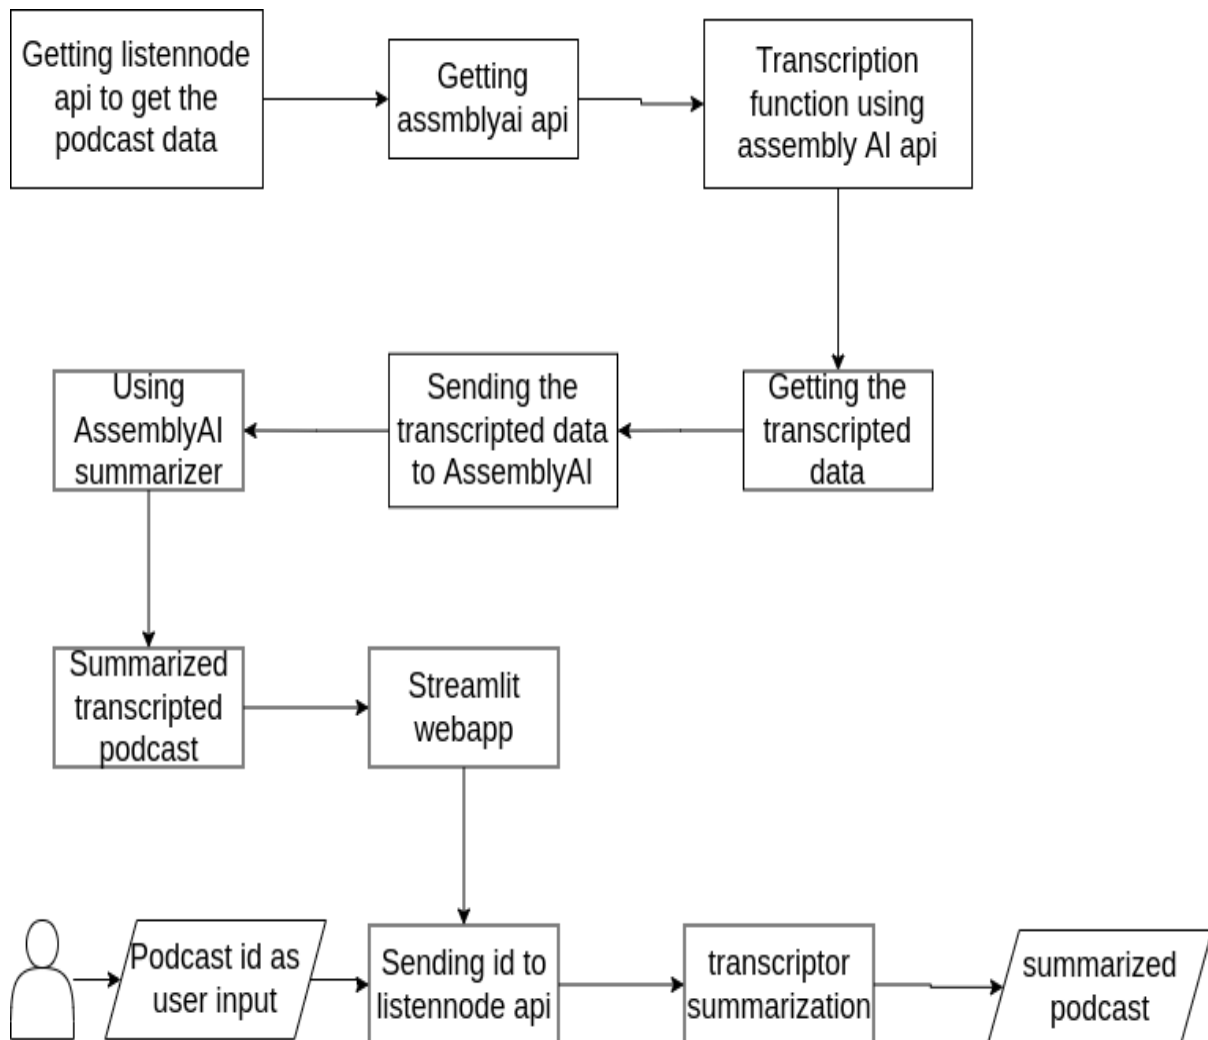 Getting listennode
api to get the
podcast data
Getting
assmblyai api
Transcription
function using
assembly AI api
Using
AssemblyAI
summarizer
Sending the
transcripted data
to AssemblyAI
Getting the
transcripted
data
Summarized
transcripted
podcast
Streamlit
webapp
Podcast id as
user input
Sending id to
listennode api
transcriptor
summarization
summarized
podcast